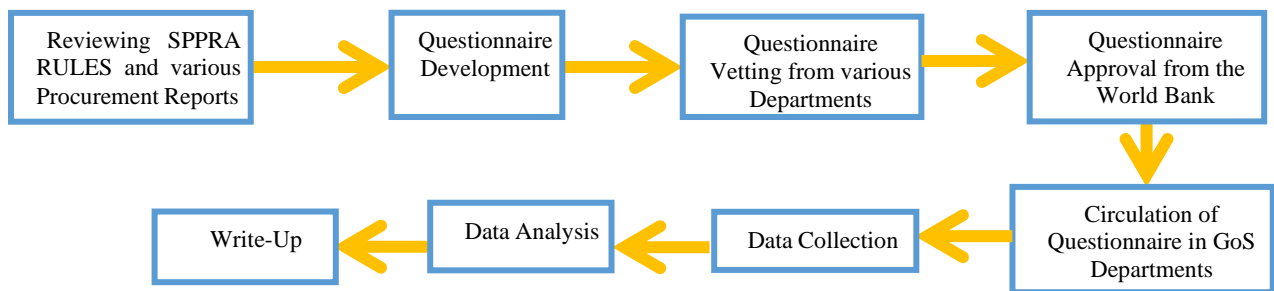 Reviewing SPPRA
RULES and various
Procurement Reports
Questionnaire
Development
Questionnaire
Vetting from various
Departments
Questionnaire
Approval from the
World Bank
Circulation of
Questionnaire in GoS
Departments
Data Collection
Data Analysis
Write-Up